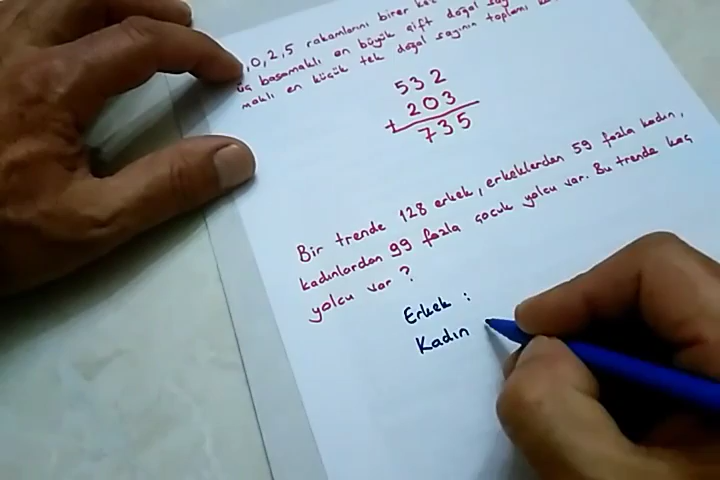 ,0,2,5 rakamlarını birer kez
üç basamaklı en büyük çift doğal
maklı en küçük tek doğal sayının toplamı
532
203
+
735
Bir trende 128 erkek, erkeklerden 59 fazla kadın,
kadınlardan 99 fazla çocuk yolcu var. Bu trende kaç
yolcu var ?
Erkek :
Kadın